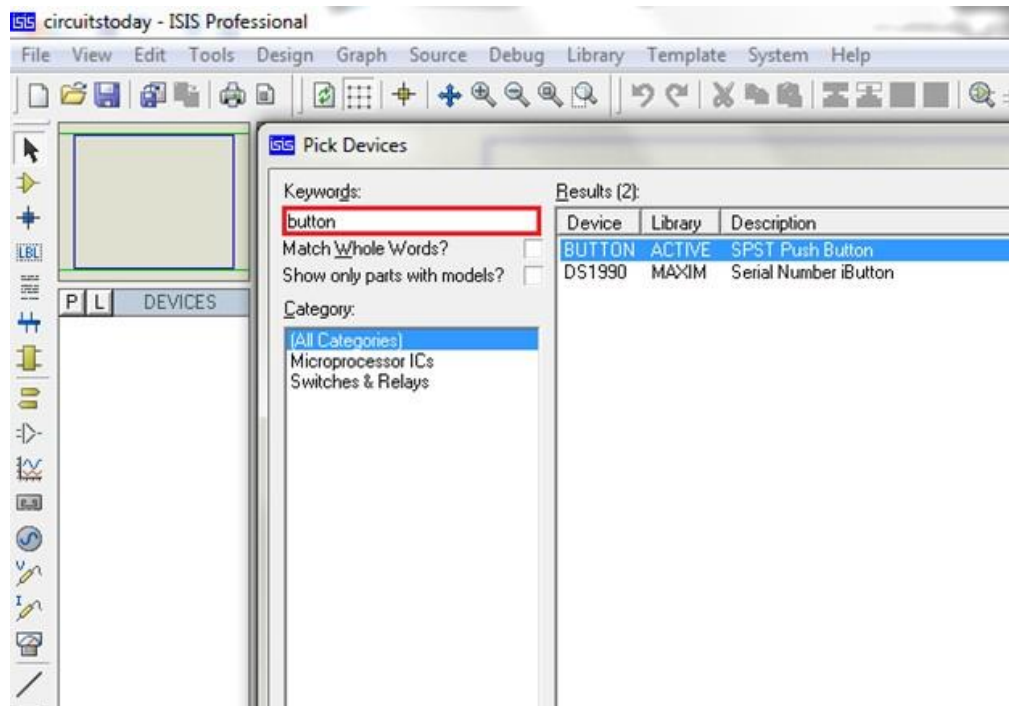 ISIS circuitstoday - ISIS Professional
File View Edit Tools Design Graph Source Debug Library Template System Help
ISIS Pick Devices
Keywords:
button
Match Whole Words?
Show only parts with models?
Category:
(All Categories)
Microprocessor ICs
Switches & Relays
Results (2):
Device Library Description
BUTTON ACTIVE SPST Push Button
DS1990 MAXIM Serial Number iButton
LBL
P L DEVICES
V
I